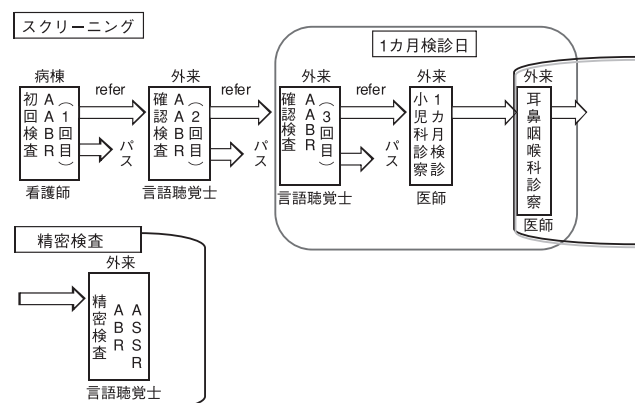 スクリーニング
1カ月検診日
病棟
初回検査
AABR
（1回目）
看護師
refer
パス
外来
確認検査
AABR
（2回目）
言語聴覚士
refer
パス
外来
確認検査
AABR
（3回目）
言語聴覚士
refer
パス
外来
1カ月検診
小児科診察
医師
外来
耳鼻咽喉科診察
医師
精密検査
外来
精密検査
ABR
ASSR
言語聴覚士